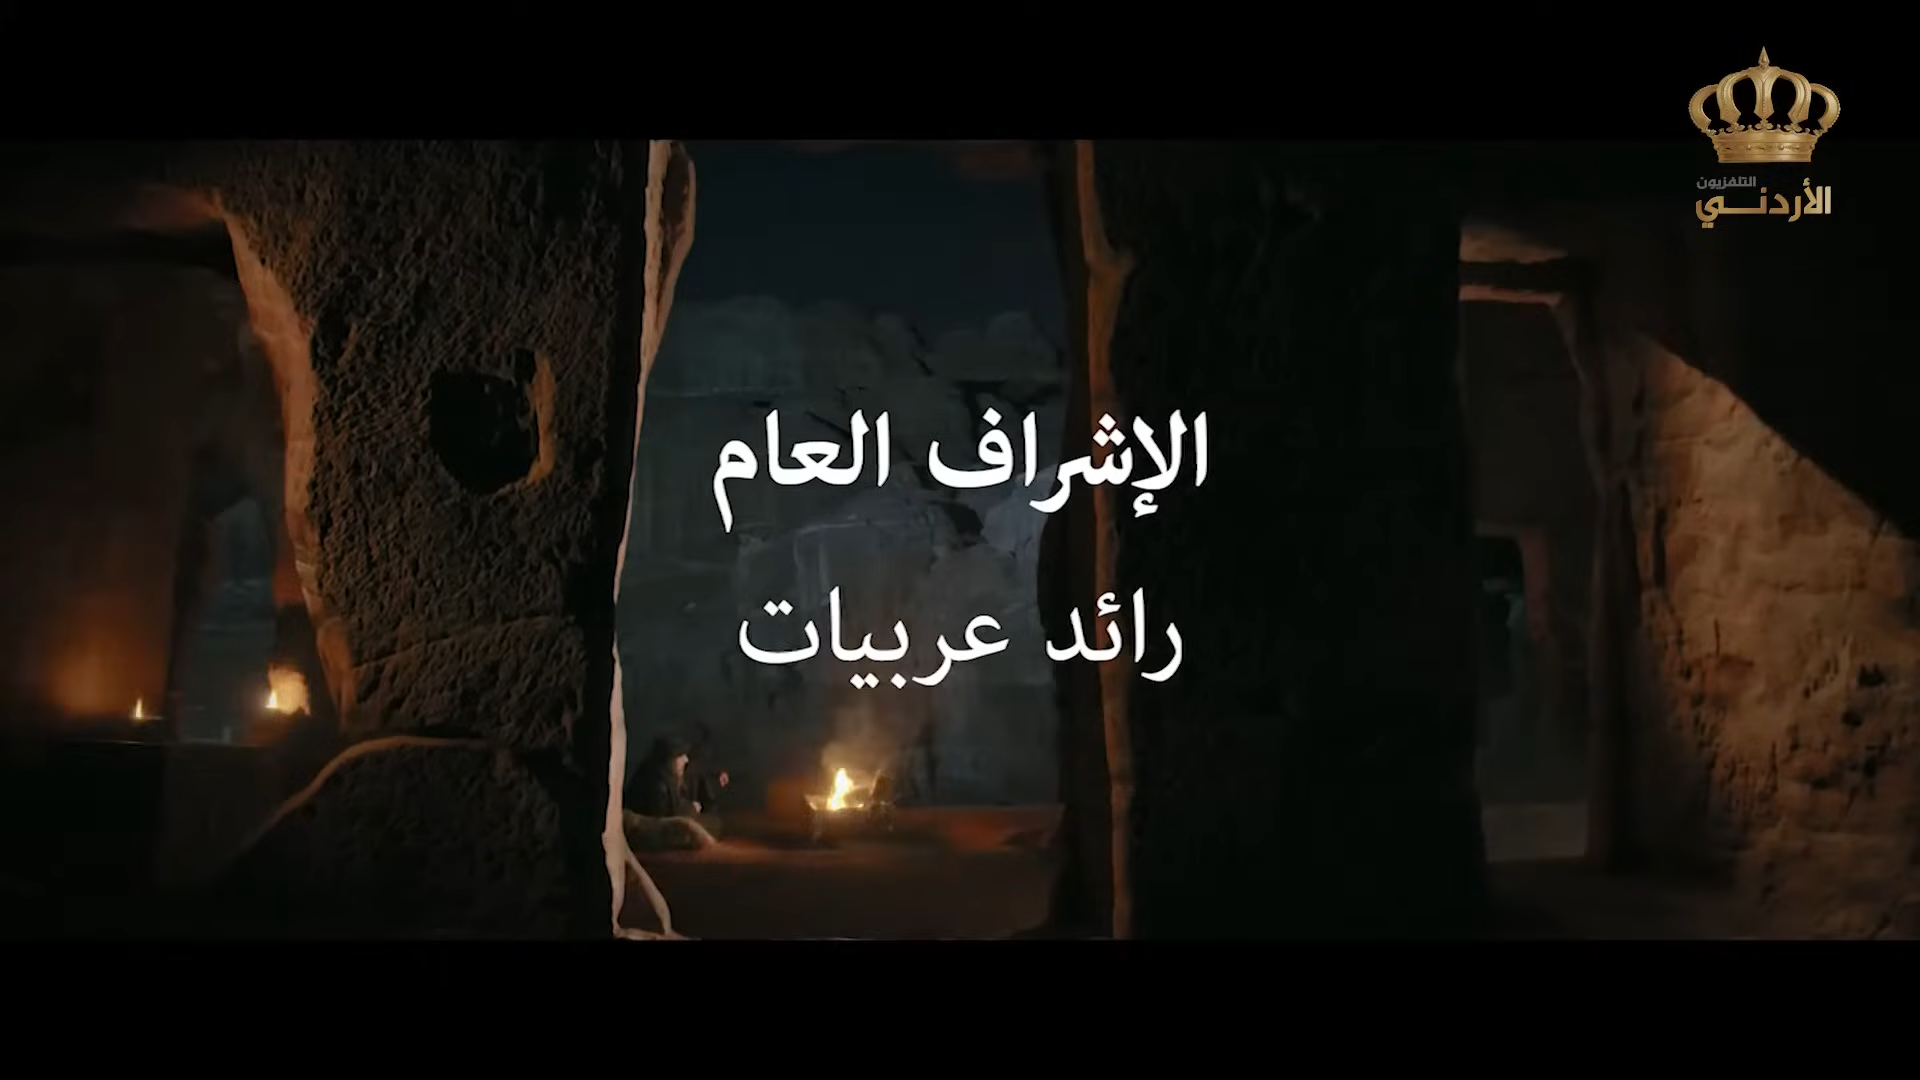 التلفزيون
الأردني
الإشراف العام
رائد عربيات